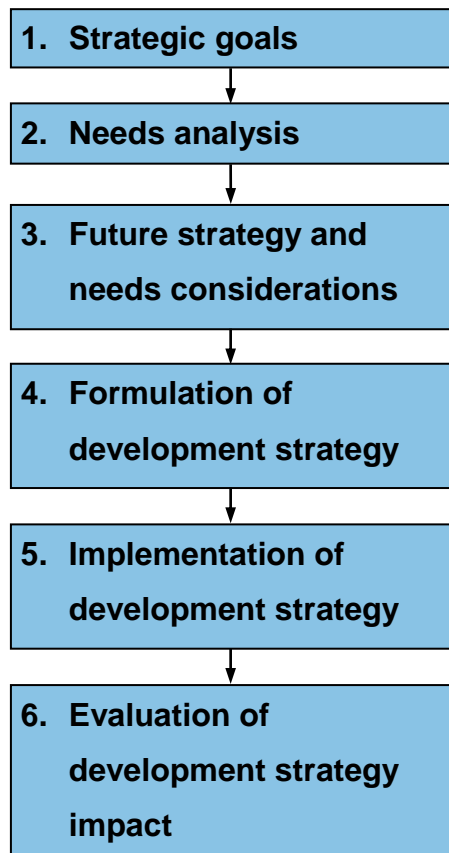 1. Strategic goals
2. Needs analysis
3. Future strategy and
needs considerations
4. Formulation of
development strategy
5. Implementation of
development strategy
6. Evaluation of
development strategy
impact